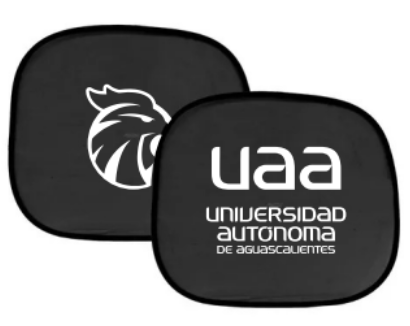 uaa
UNIVERSIDAD
autónoma
DE AGUASCALIENTES